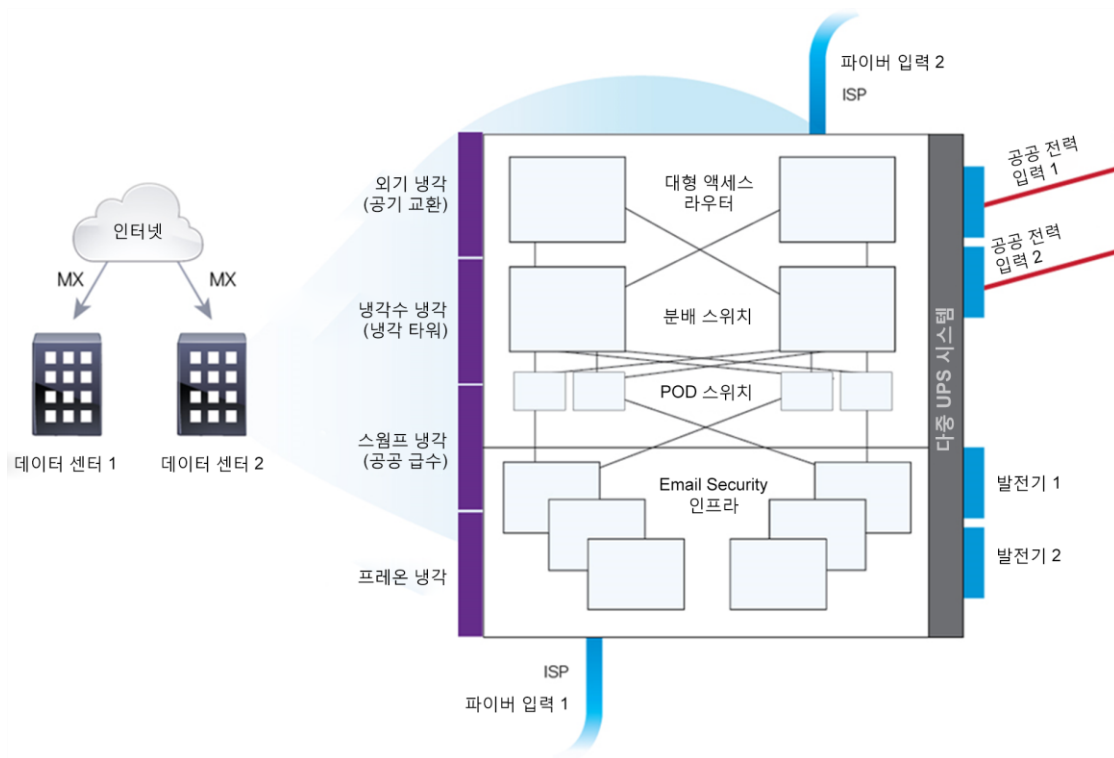 파이버 입력 2
ISP
공공 전력
입력 1
공공 전력
입력 2
외기 냉각
(공기 교환)
대형 액세스
라우터
인터넷
MX
MX
냉각수 냉각
(냉각 타워)
분배 스위치
다중 UPS 시스템
POD 스위치
데이터 센터 1
데이터 센터 2
스웜프 냉각
(공공 급수)
Email Security
인프라
발전기 1
발전기 2
프레온 냉각
ISP
파이버 입력 1